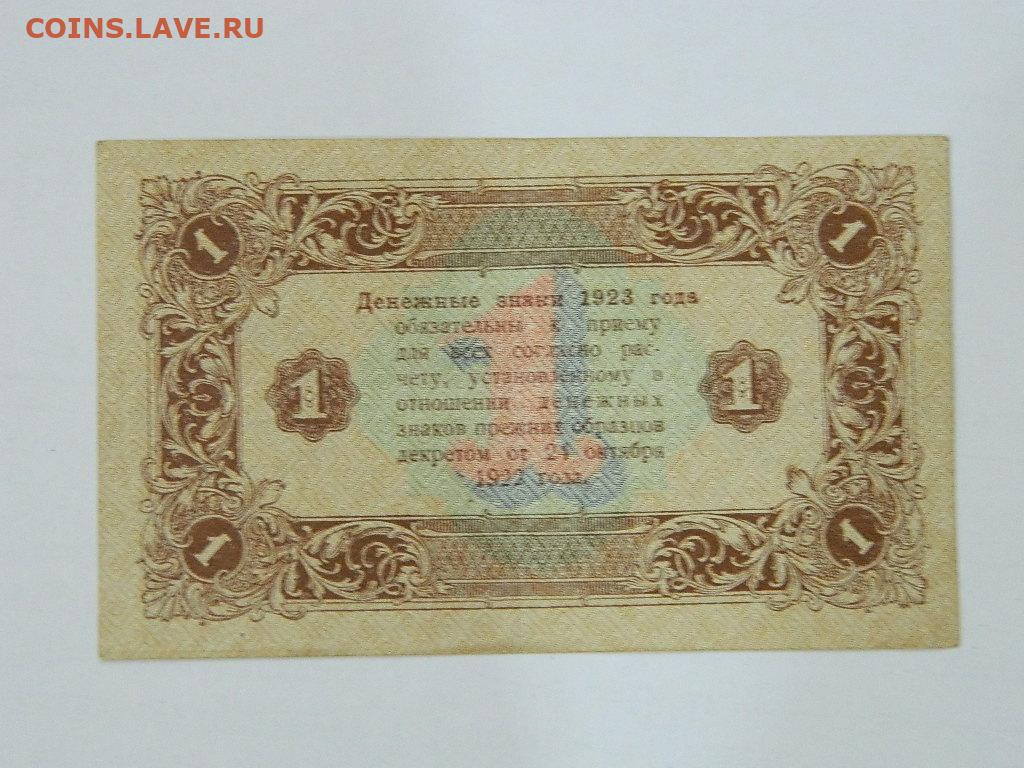 COINS.LAVE.RU
1 1
Денежные знаки 1923 года
обязательны к приему
для всех согласно рас-
чету, установленному в
1 1
отношении денежных
знаков прежних образцов
декретом от 24 октября
1922 года.
1
1 1